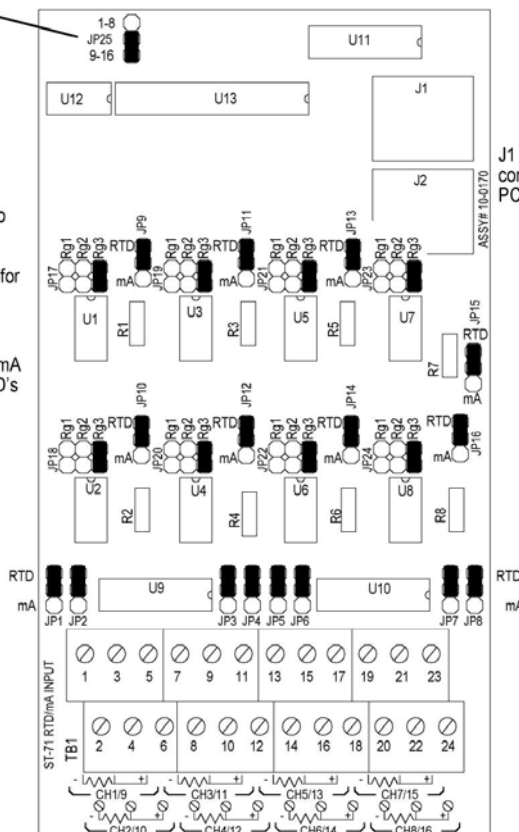 1-8
JP25
9-16
U11
U12
U13
J1
J2
ASSY# 10-0170
J1
PC
for
mA
D's
Rg1 Rg2 Rg3
JP17
RTD
mA
JP9
Rg1 Rg2 Rg3
JP19
RTD
mA
JP11
Rg1 Rg2 Rg3
JP21
RTD
mA
JP13
Rg1 Rg2 Rg3
JP23
U1
R1
U3
R3
U5
R5
U7
R7
JP15
RTD
mA
Rg1 Rg2 Rg3
JP18
RTD
mA
JP10
Rg1 Rg2 Rg3
JP20
RTD
mA
JP12
Rg1 Rg2 Rg3
JP22
RTD
mA
JP14
Rg1 Rg2 Rg3
JP24
RTD
mA
JP16
U2
R2
U4
R4
U6
R6
U8
R8
RTD
mA
JP1 JP2
U9
JP3 JP4 JP5 JP6
U10
JP7 JP8
RTD
mA
ST-71 RTD/mA INPUT
TB1
1 3 5 7 9 11 13 15 17 19 21 23
2 4 6 8 10 12 14 16 18 20 22 24
- + - + - + - +
CH1/9 CH3/11 CH5/13 CH7/15
- + - + - + - +
CH2/10 CH4/12 CH6/14 CH8/16